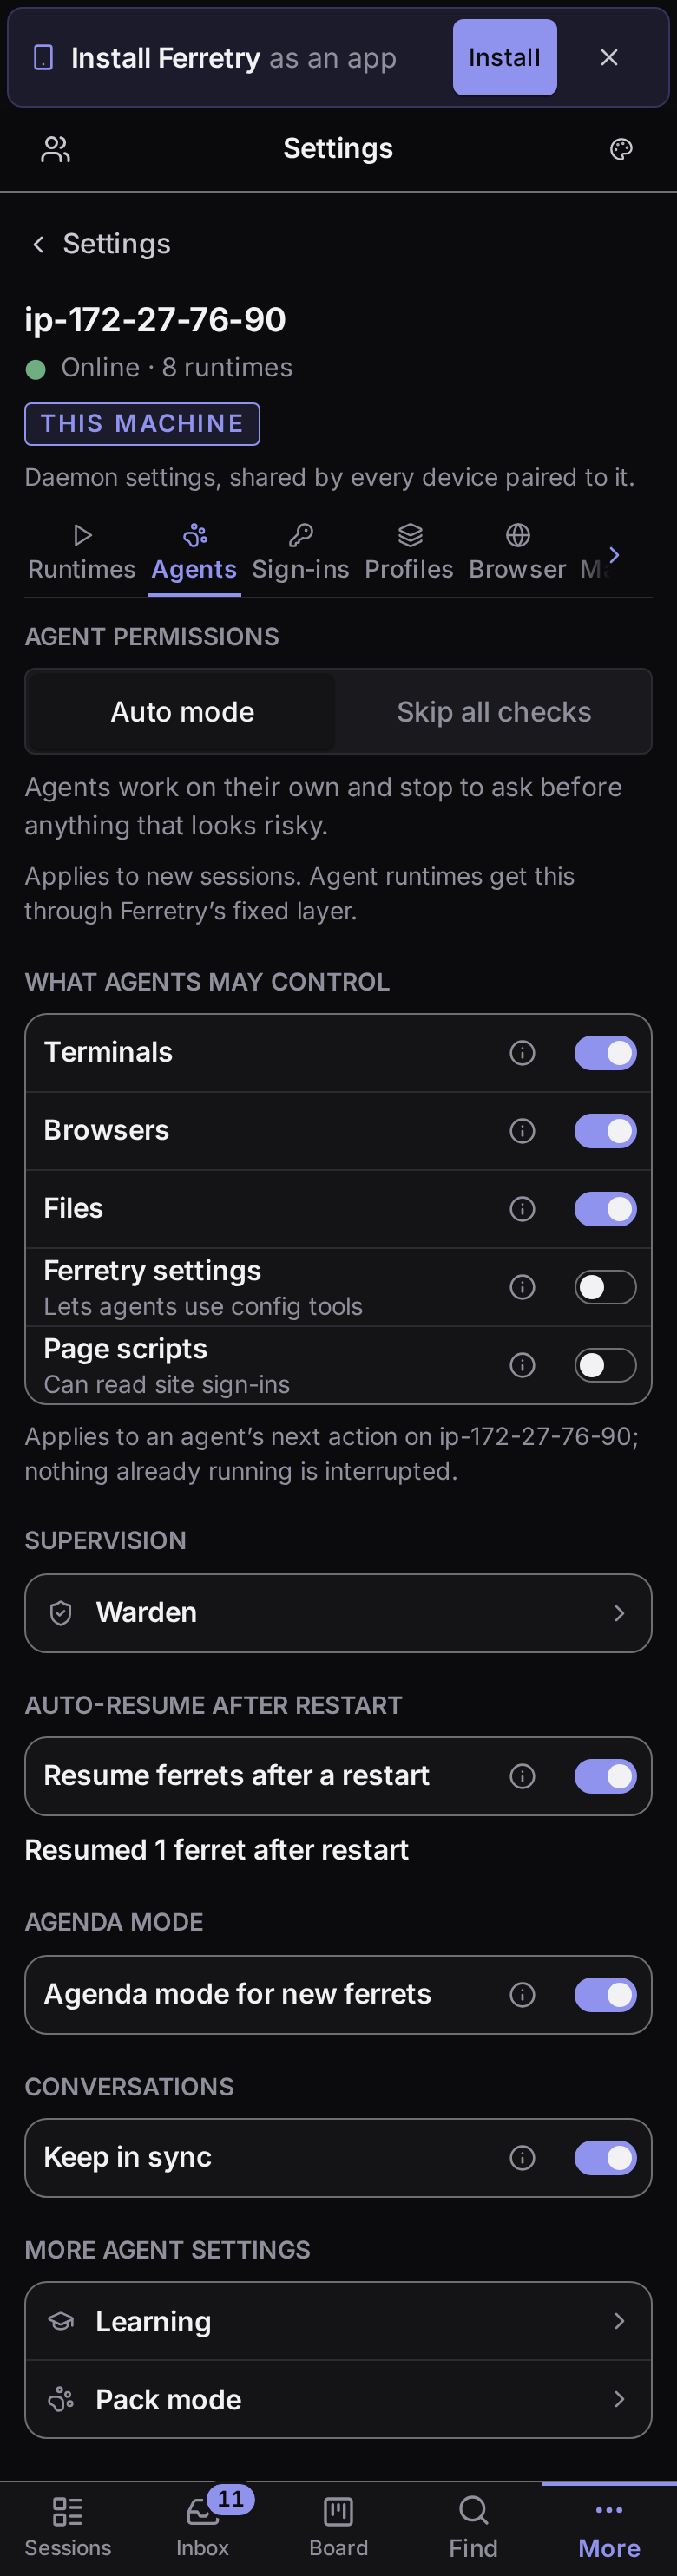 Install Ferretry as an app
Install
Settings
Settings
ip-172-27-76-90
Online · 8 runtimes
THIS MACHINE
Daemon settings, shared by every device paired to it.
Runtimes Agents Sign-ins Profiles Browser
AGENT PERMISSIONS
Auto mode
Skip all checks
Agents work on their own and stop to ask before
anything that looks risky.
Applies to new sessions. Agent runtimes get this
through Ferretry’s fixed layer.
WHAT AGENTS MAY CONTROL
Terminals
Browsers
Files
Ferretry settings
Lets agents use config tools
Page scripts
Can read site sign-ins
Applies to an agent’s next action on ip-172-27-76-90;
nothing already running is interrupted.
SUPERVISION
Warden
AUTO-RESUME AFTER RESTART
Resume ferrets after a restart
Resumed 1 ferret after restart
AGENDA MODE
Agenda mode for new ferrets
CONVERSATIONS
Keep in sync
MORE AGENT SETTINGS
Learning
Pack mode
11
Sessions Inbox Board Find More